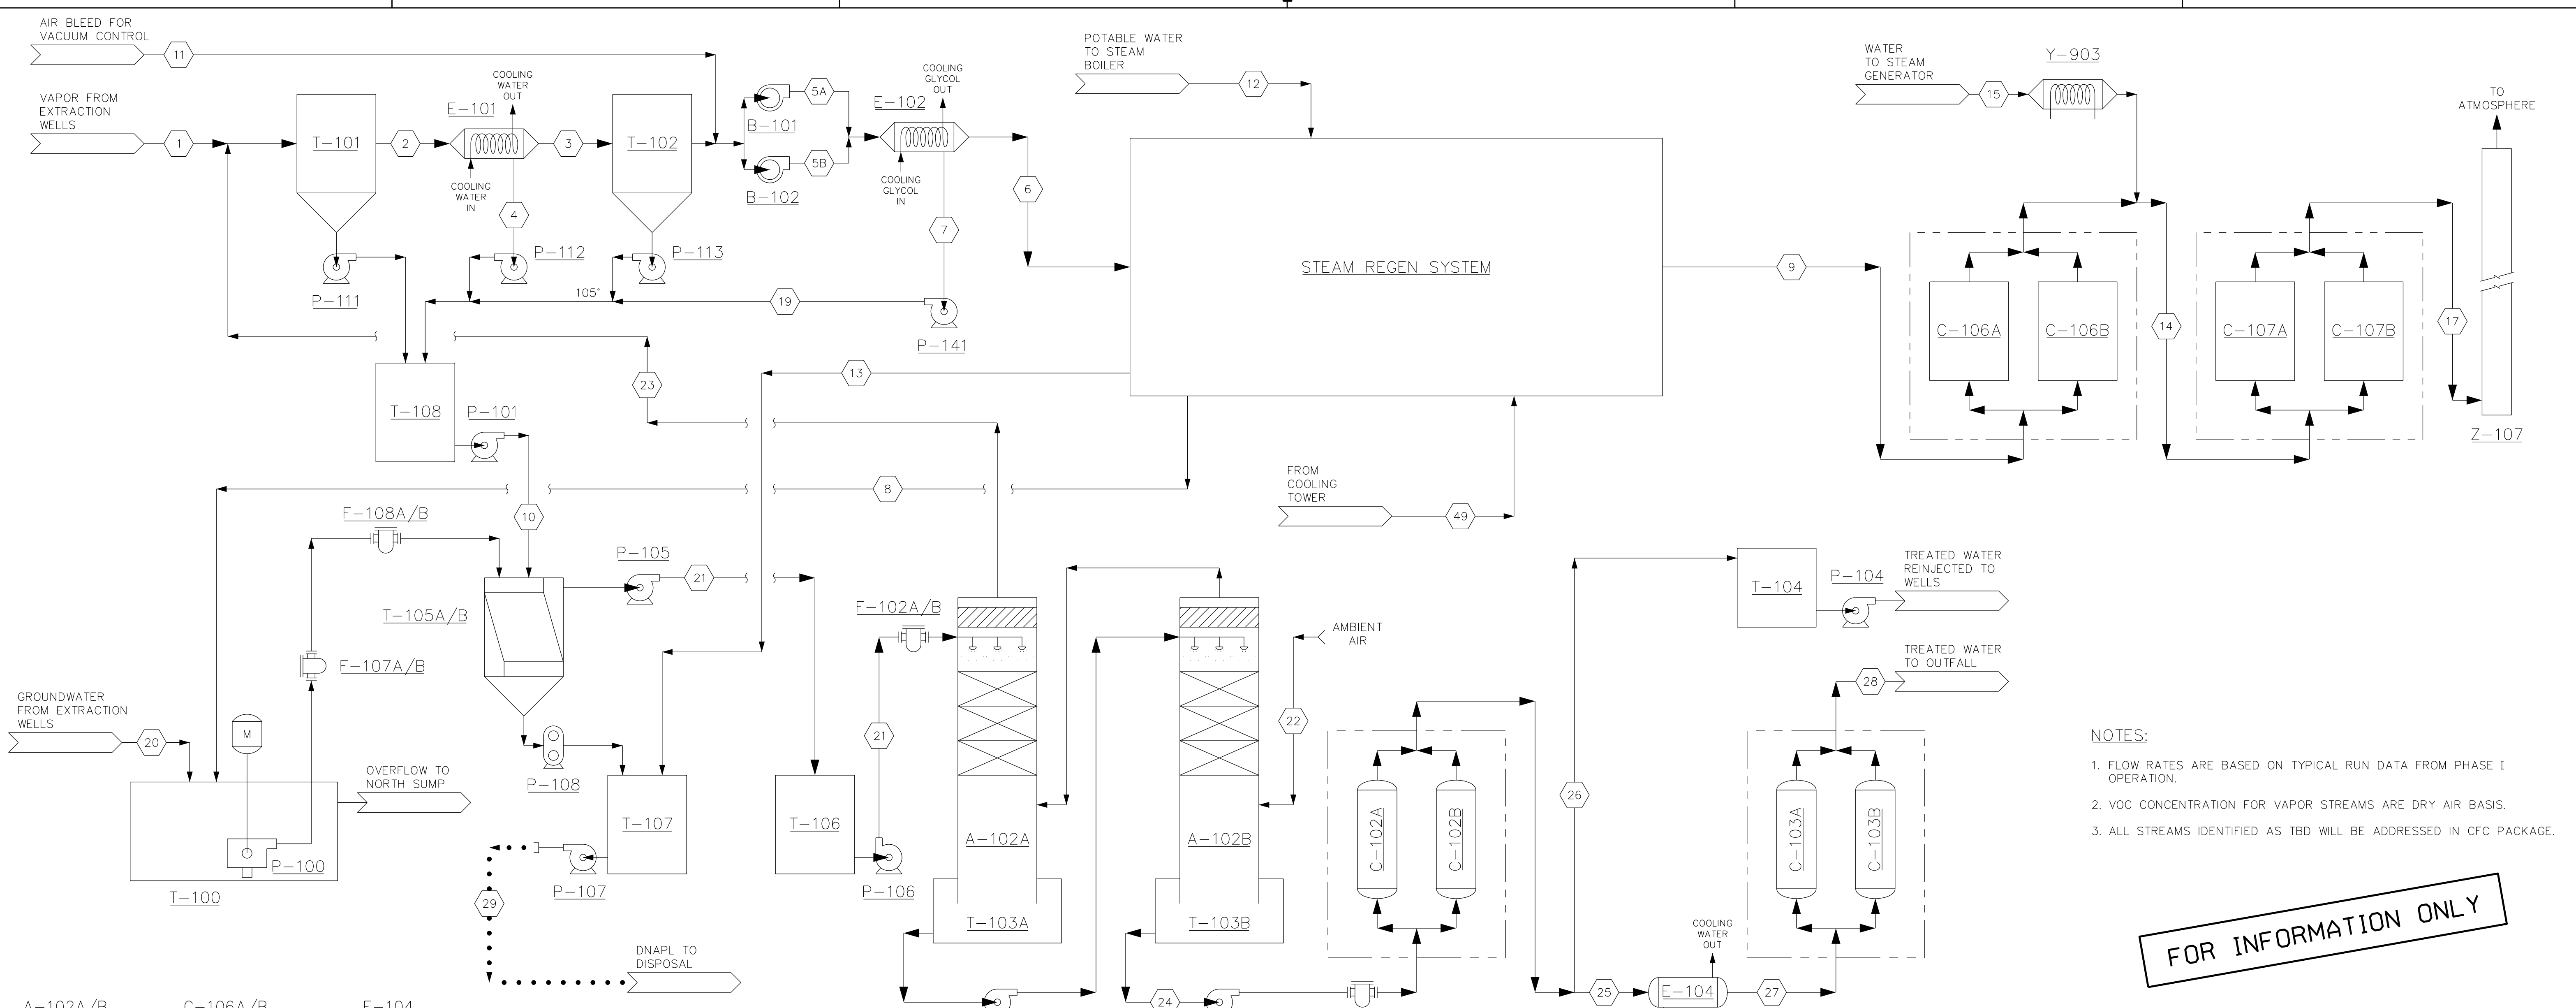 AIR BLEED FOR
VACUUM CONTROL
11
VAPOR FROM
EXTRACTION
WELLS
1
T-101
2
E-101
COOLING
WATER
OUT
COOLING
WATER
IN
3
4
T-102
B-101
B-102
5A
5B
E-102
COOLING
GLYCOL
OUT
COOLING
GLYCOL
IN
6
7
P-111
P-112
P-113
105°
19
P-141
POTABLE WATER
TO STEAM
BOILER
12
STEAM REGEN SYSTEM
9
WATER
TO STEAM
GENERATOR
15
Y-903
C-106A
C-106B
14
C-107A
C-107B
17
TO
ATMOSPHERE
Z-107
T-108
P-101
23
13
8
10
FROM
COOLING
TOWER
49
F-108A/B
F-107A/B
T-105A/B
P-105
21
GROUNDWATER
FROM EXTRACTION
WELLS
20
M
OVERFLOW TO
NORTH SUMP
P-100
T-100
P-108
T-107
P-107
29
DNAPL TO
DISPOSAL
T-106
P-106
21
F-102A/B
A-102A
T-103A
A-102B
T-103B
AMBIENT
AIR
22
24
C-102A
C-102B
26
25
T-104
P-104
TREATED WATER
REINJECTED TO
WELLS
TREATED WATER
TO OUTFALL
28
C-103A
C-103B
COOLING
WATER
OUT
E-104
27
NOTES:
1. FLOW RATES ARE BASED ON TYPICAL RUN DATA FROM PHASE I
OPERATION.
2. VOC CONCENTRATION FOR VAPOR STREAMS ARE DRY AIR BASIS.
3. ALL STREAMS IDENTIFIED AS TBD WILL BE ADDRESSED IN CFC PACKAGE.
FOR INFORMATION ONLY
A-102A/B
C-106A/B
E-104